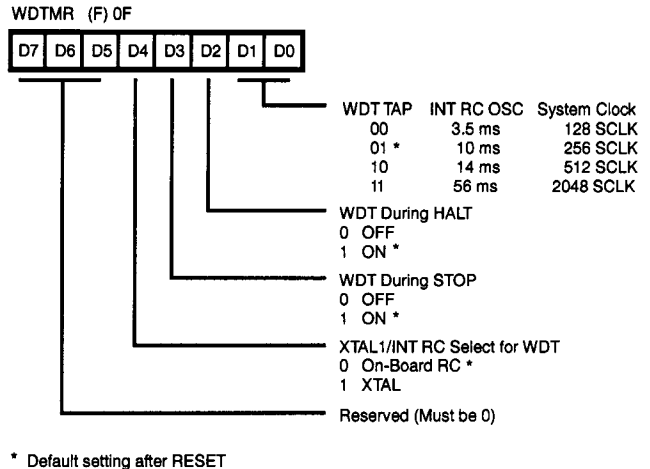 WDTMR (F) 0F
D7 D6 D5 D4 D3 D2 D1 D0
WDT TAP INT RC OSC System Clock
00 3.5 ms 128 SCLK
01 * 10 ms 256 SCLK
10 14 ms 512 SCLK
11 56 ms 2048 SCLK
WDT During HALT
0 OFF
1 ON *
WDT During STOP
0 OFF
1 ON *
XTAL1/INT RC Select for WDT
0 On-Board RC *
1 XTAL
Reserved (Must be 0)
* Default setting after RESET